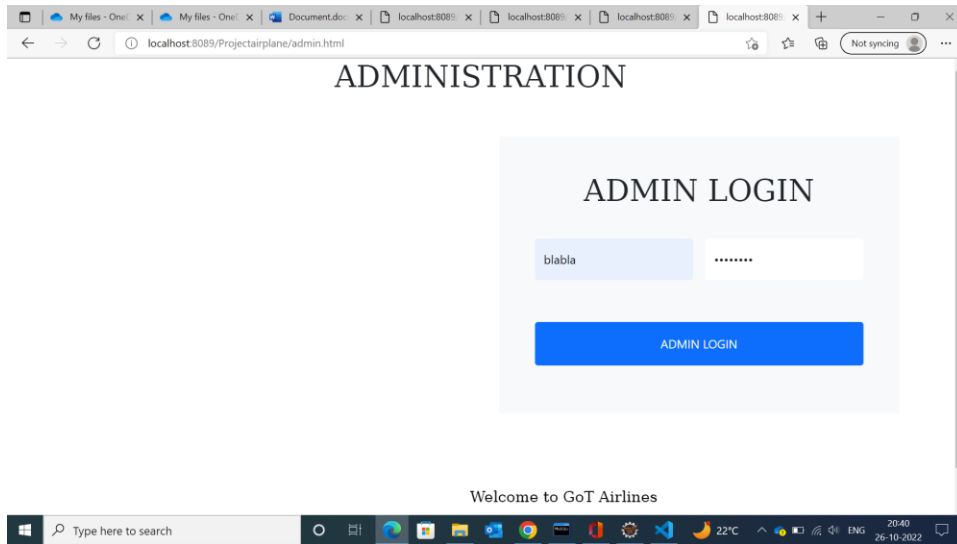 My files - OneD
My files - OneD
Document.doc
localhost:8089/
localhost:8089/
localhost:8089/
localhost:8089/
localhost:8089/Projectairplane/admin.html
Not syncing
ADMINISTRATION
ADMIN LOGIN
blabla
••••••••
ADMIN LOGIN
Welcome to GoT Airlines
Type here to search
22°C
ENG
20:40
26-10-2022